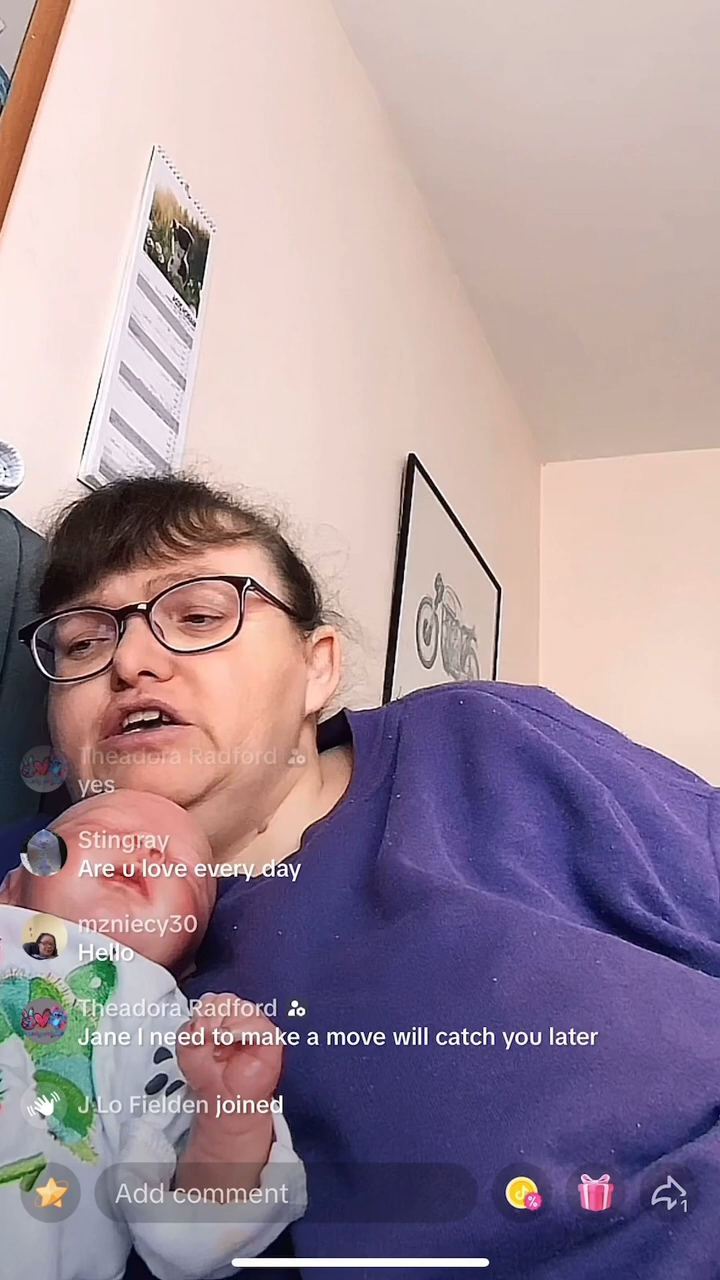 Theadora Radford
yes
Stingray
Are u love every day
mzniecy30
Hello
Theadora Radford
Jane I need to make a move will catch you later
J Lo Fielden joined
Add comment
1